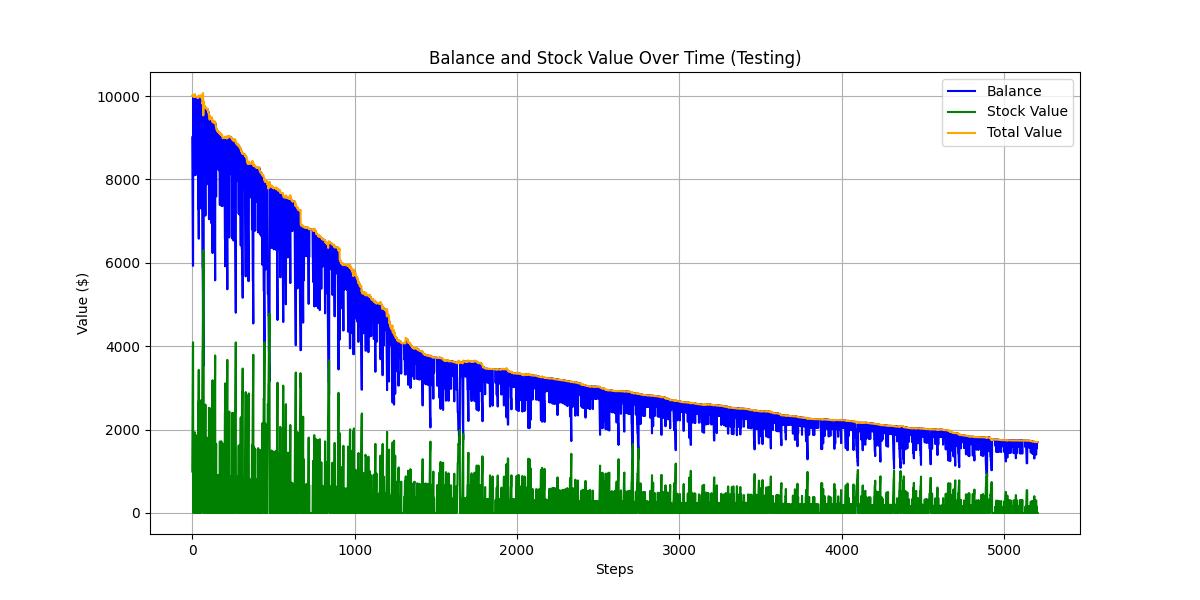 Balance and Stock Value Over Time (Testing)
Balance
Stock Value
Total Value
Value ($)
10000
8000
6000
4000
2000
0
0 1000 2000 3000 4000 5000
Steps